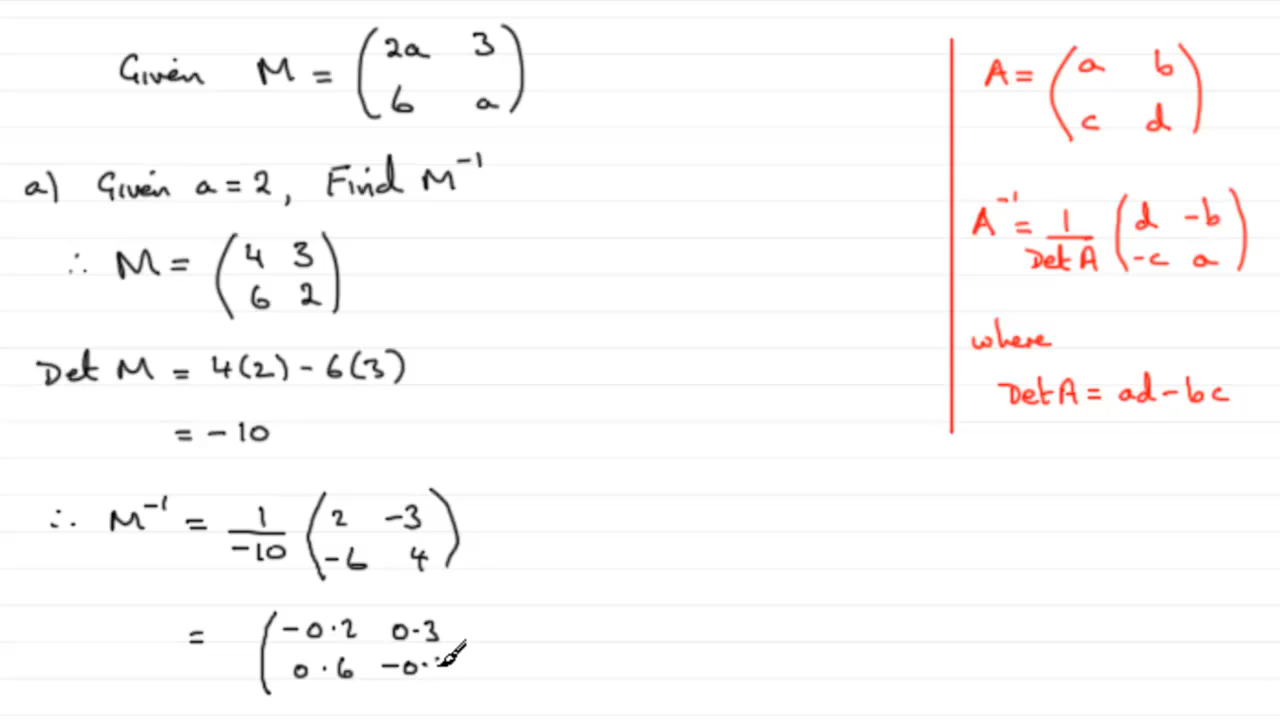 Given M = (2a 3
6 a)
a) Given a = 2, Find M⁻¹
∴ M = (4 3
6 2)
Det M = 4(2) - 6(3)
= -10
∴ M⁻¹ = 1/-10 (2 -3
-6 4)
= (-0·2 0·3
0·6 -0·
A = (a b
c d)
A⁻¹ = 1/Det A (d -b
-c a)
where
Det A = ad - bc